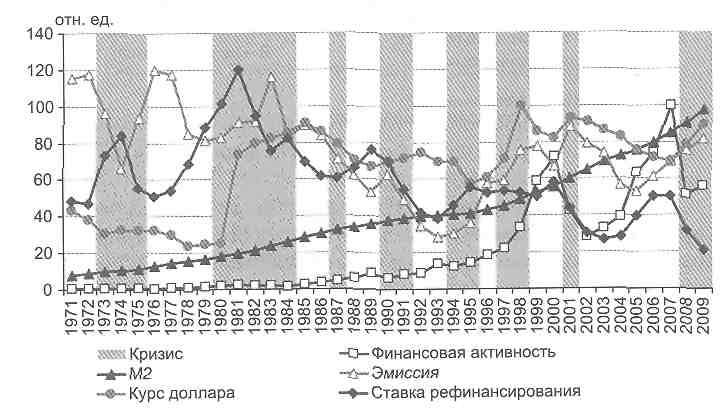 отн. ед.
140
120
100
80
60
40
20
0
1971 1972 1973 1974 1975 1976 1977 1978 1979 1980 1981 1982 1983 1984 1985 1986 1987 1988 1989 1990 1991 1992 1993 1994 1995 1996 1997 1998 1999 2000 2001 2002 2003 2004 2005 2006 2007 2008 2009
Кризис Финансовая активность
М2 Эмиссия
Курс доллара Ставка рефинансирования